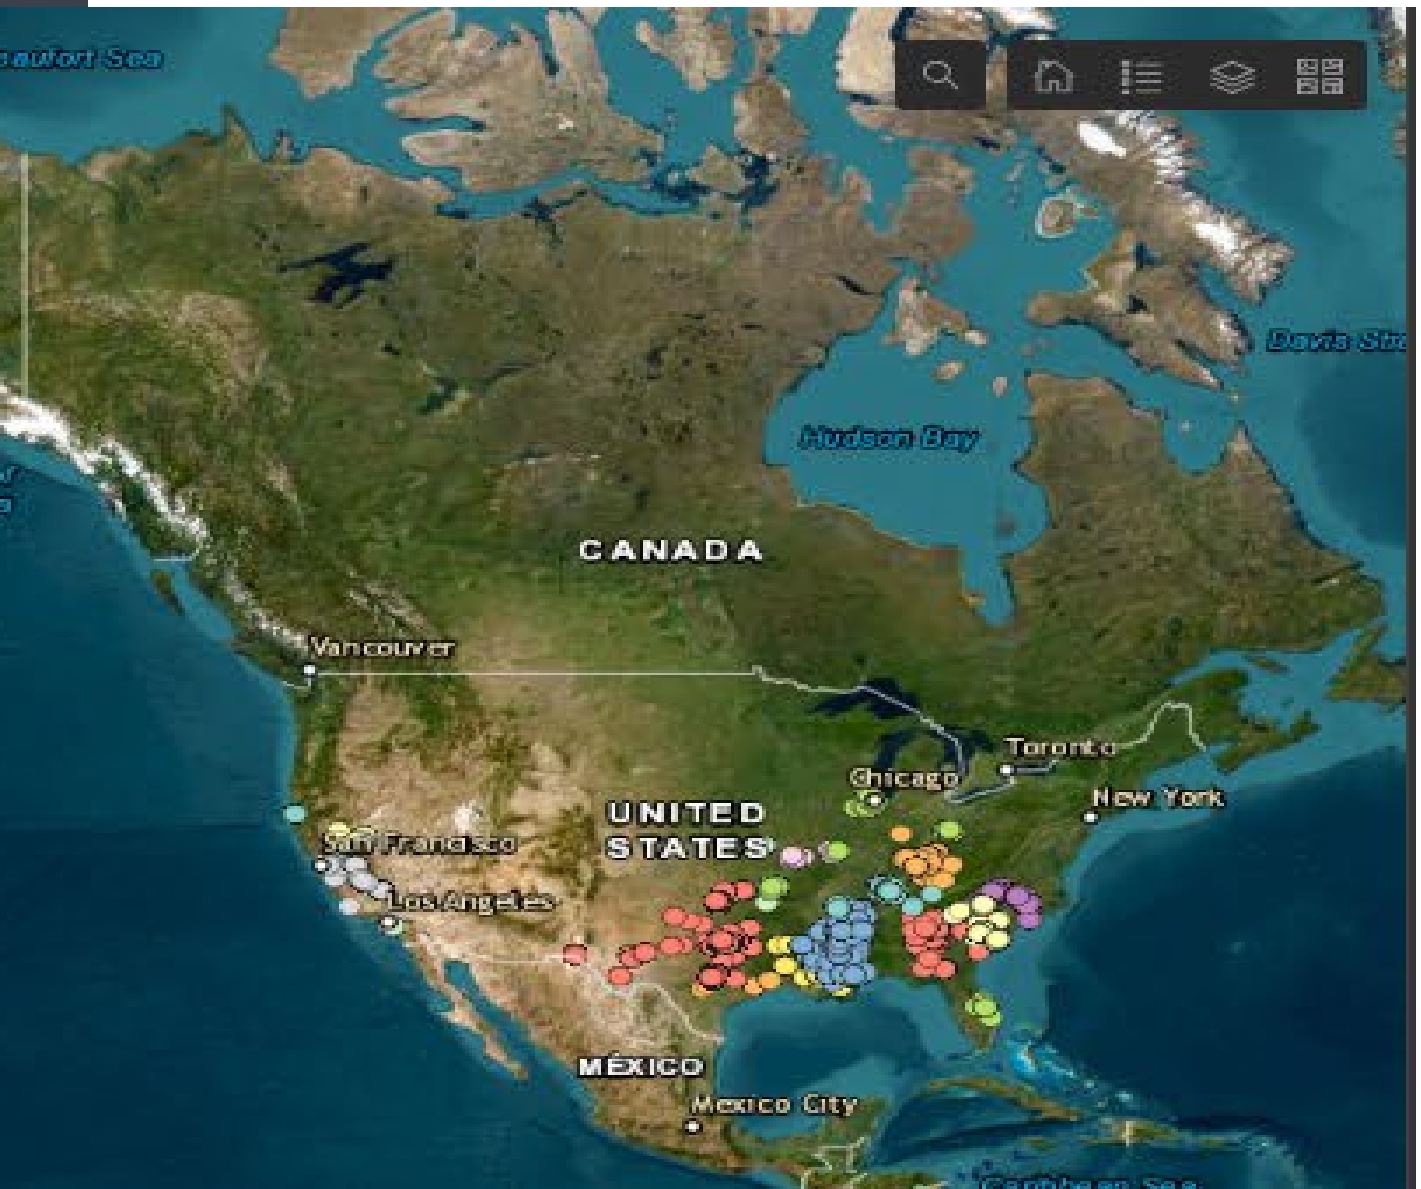 eaufort Sea
Davis Str
Hudson Bay
CANADA
Vancouver
Toronto
Chicago
New York
UNITED
STATES
San Francisco
Los Angeles
MÉXICO
Mexico City
Caribbean Sea